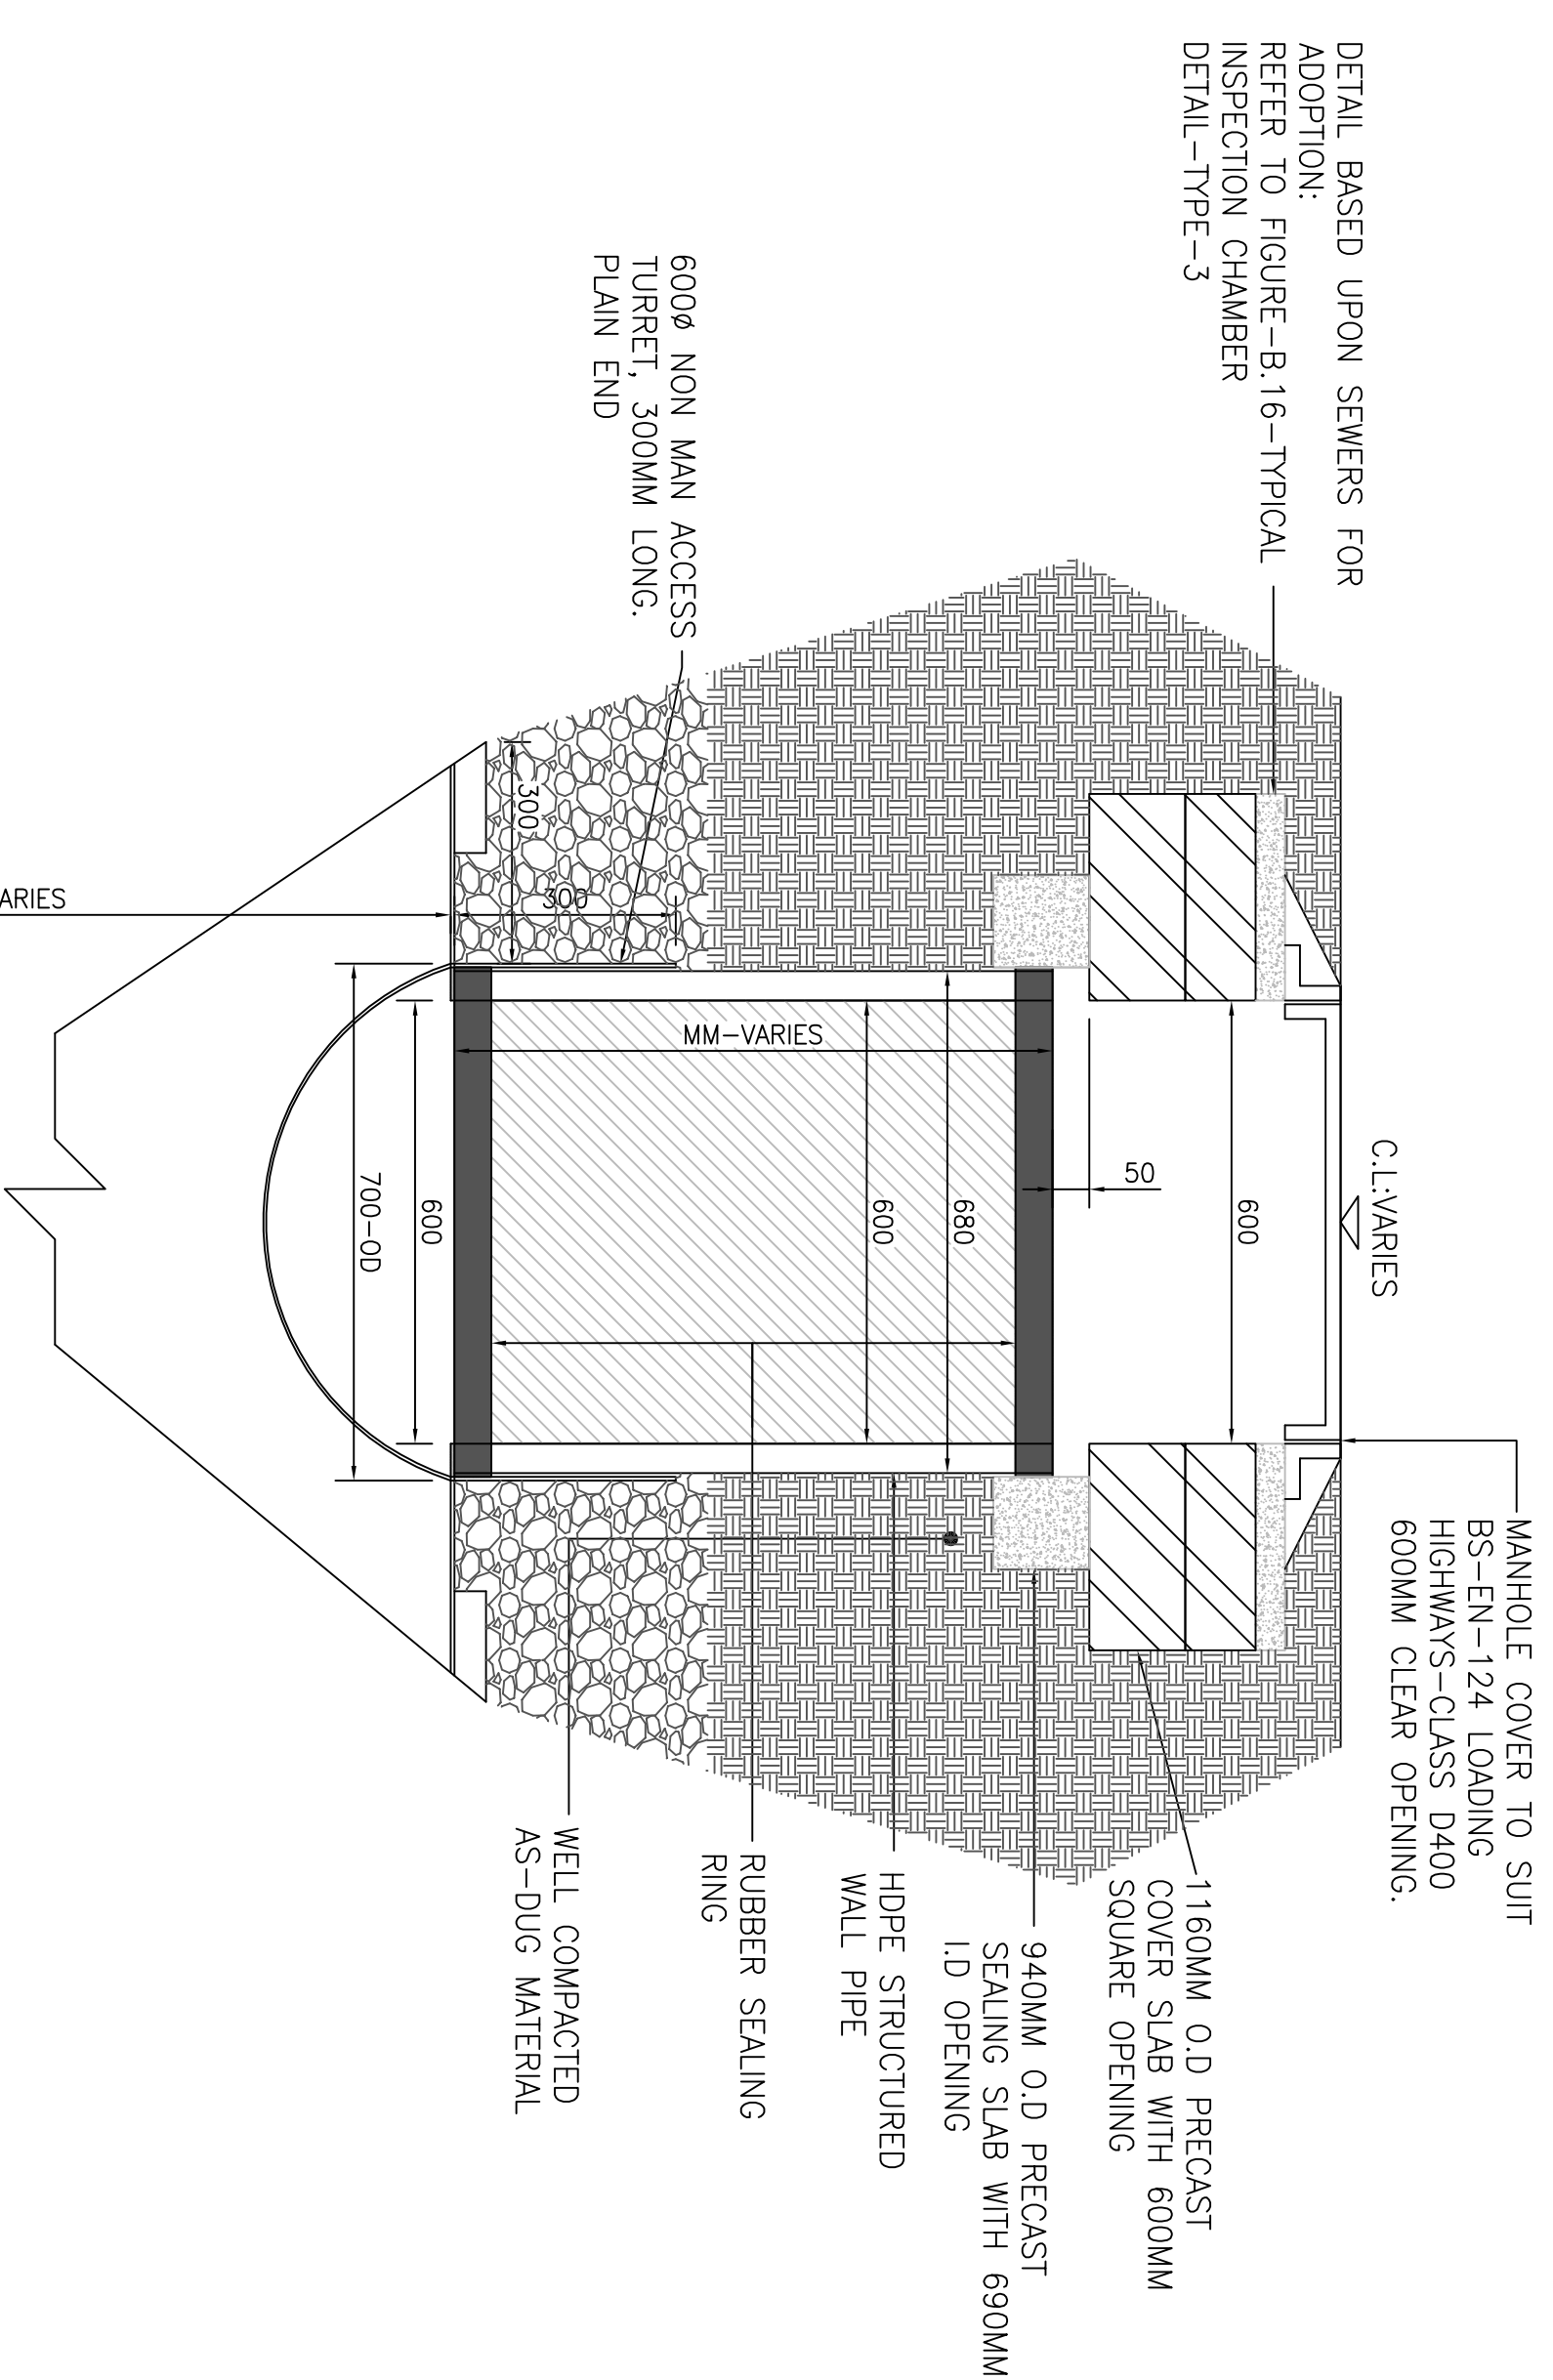 C.L:VARIES
MANHOLE COVER TO SUIT
BS-EN-124 LOADING
HIGHWAYS-CLASS D400
600MM CLEAR OPENING.
DETAIL BASED UPON SEWERS FOR
ADOPTION:
REFER TO FIGURE-B.16-TYPICAL
INSPECTION CHAMBER
DETAIL-TYPE-3
600
50
1160MM O.D PRECAST
COVER SLAB WITH 600MM
SQUARE OPENING
940MM O.D PRECAST
SEALING SLAB WITH 690MM
I.D OPENING
680
600
HDPE STRUCTURED
WALL PIPE
MM-VARIES
RUBBER SEALING
RING
600ø NON MAN ACCESS
TURRET, 300MM LONG.
PLAIN END
WELL COMPACTED
AS-DUG MATERIAL
300
300
600
700-OD